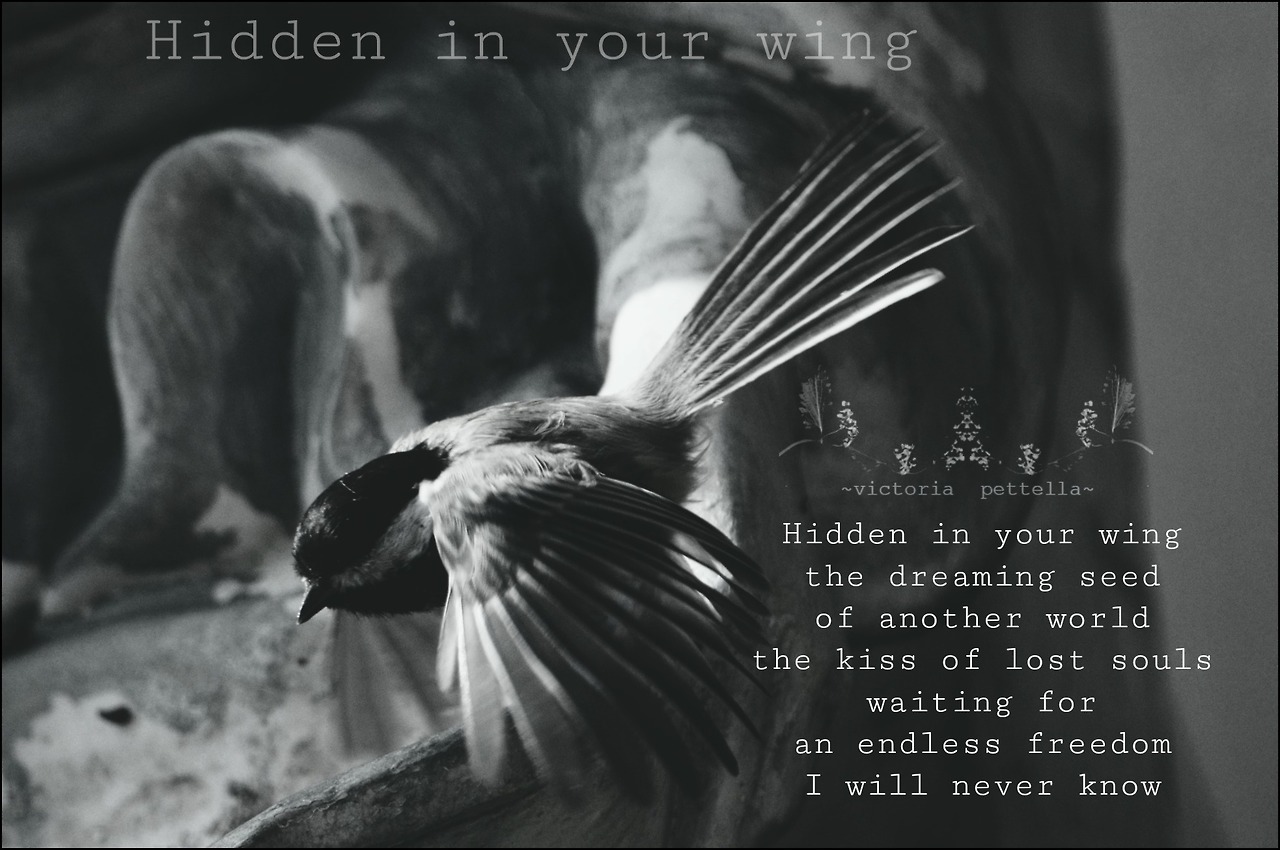 Hidden in your wing
~victoria pettella~
Hidden in your wing
the dreaming seed
of another world
the kiss of lost souls
waiting for
an endless freedom
I will never know